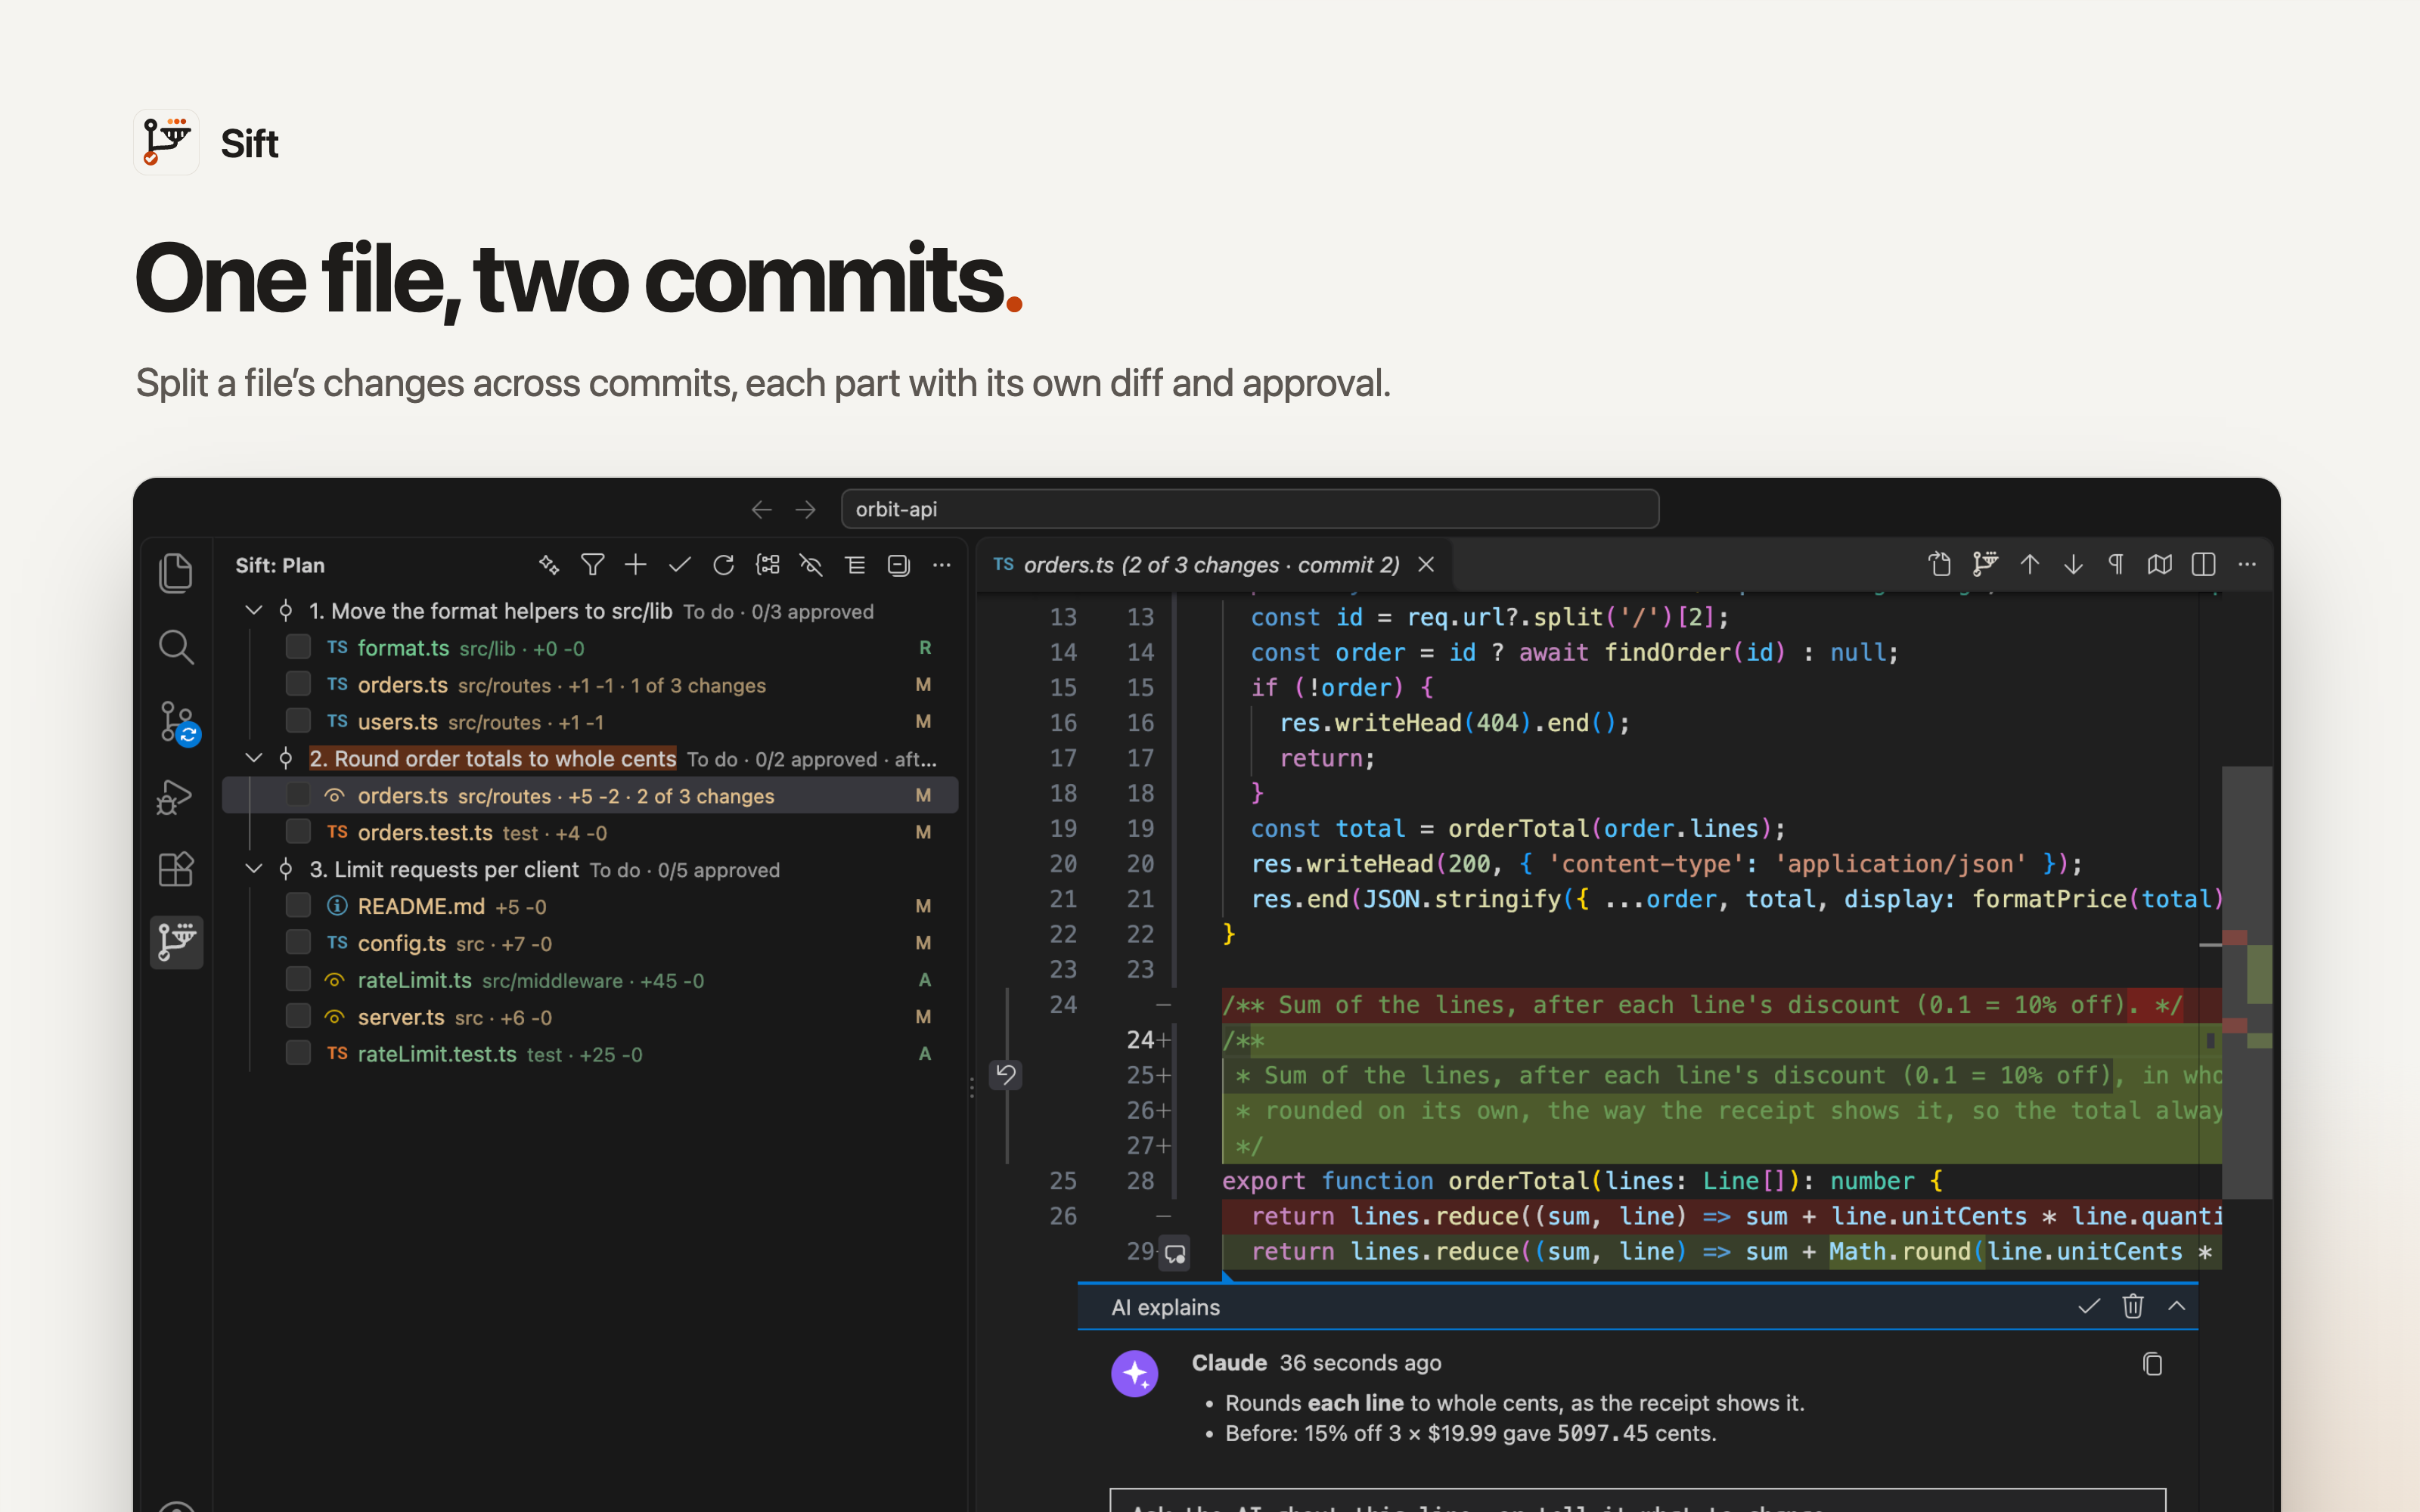 Sift
One file, two commits.
Split a file’s changes across commits, each part with its own diff and approval.
orbit-api
Sift: Plan
1. Move the format helpers to src/lib To do · 0/3 approved
TS format.ts src/lib · +0 -0 R
TS orders.ts src/routes · +1 -1 · 1 of 3 changes M
TS users.ts src/routes · +1 -1 M
2. Round order totals to whole cents To do · 0/2 approved · aft...
orders.ts src/routes · +5 -2 · 2 of 3 changes M
TS orders.test.ts test · +4 -0 M
3. Limit requests per client To do · 0/5 approved
README.md +5 -0 M
TS config.ts src · +7 -0 M
rateLimit.ts src/middleware · +45 -0 A
server.ts src · +6 -0 M
TS rateLimit.test.ts test · +25 -0 A
TS orders.ts (2 of 3 changes · commit 2)
13 13 const id = req.url?.split('/')[2];
14 14 const order = id ? await findOrder(id) : null;
15 15 if (!order) {
16 16 res.writeHead(404).end();
17 17 return;
18 18 }
19 19 const total = orderTotal(order.lines);
20 20 res.writeHead(200, { 'content-type': 'application/json' });
21 21 res.end(JSON.stringify({ ...order, total, display: formatPrice(total)
22 22 }
23 23
24 — /** Sum of the lines, after each line's discount (0.1 = 10% off). */
24+ /**
25+ * Sum of the lines, after each line's discount (0.1 = 10% off), in who
26+ * rounded on its own, the way the receipt shows it, so the total alway
27+ */
25 28 export function orderTotal(lines: Line[]): number {
26 — return lines.reduce((sum, line) => sum + line.unitCents * line.quanti
29 return lines.reduce((sum, line) => sum + Math.round(line.unitCents *
AI explains
Claude 36 seconds ago
• Rounds each line to whole cents, as the receipt shows it.
• Before: 15% off 3 × $19.99 gave 5097.45 cents.